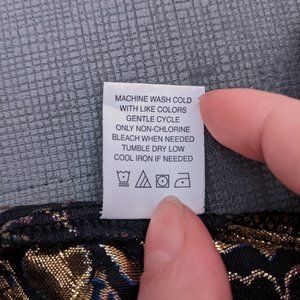 MACHINE WASH COLD
WITH LIKE COLORS
GENTLE CYCLE
ONLY NON-CHLORINE
BLEACH WHEN NEEDED
TUMBLE DRY LOW
COOL IRON IF NEEDED